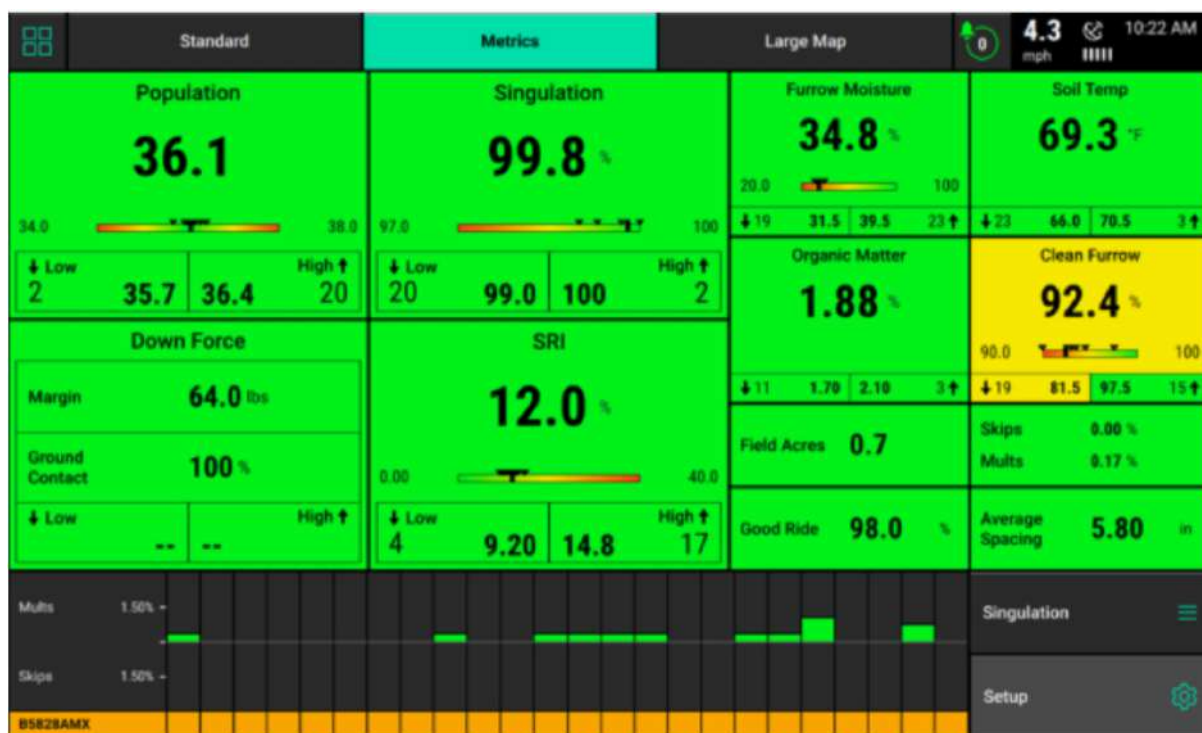 Standard
Metrics
Large Map
0
4.3
mph
10:22 AM
Population
36.1
34.0 38.0
↓ Low High ↑
2 35.7 36.4 20
Singulation
99.8 %
97.0 100
↓ Low High ↑
20 99.0 100 2
Furrow Moisture
34.8 %
20.0 100
↓19 31.5 39.5 23↑
Soil Temp
69.3 °F
↓23 66.0 70.5 3↑
Organic Matter
1.88 %
↓11 1.70 2.10 3↑
Clean Furrow
92.4 %
90.0 100
↓19 81.5 97.5 15↑
Down Force
Margin 64.0 lbs
Ground
Contact 100 %
↓ Low High ↑
-- --
SRI
12.0 %
0.00 40.0
↓ Low High ↑
4 9.20 14.8 17
Field Acres 0.7
Skips 0.00 %
Mults 0.17 %
Good Ride 98.0 %
Average
Spacing 5.80 in
Mults 1.50%
Skips 1.50%
B5828AMX
Singulation
Setup